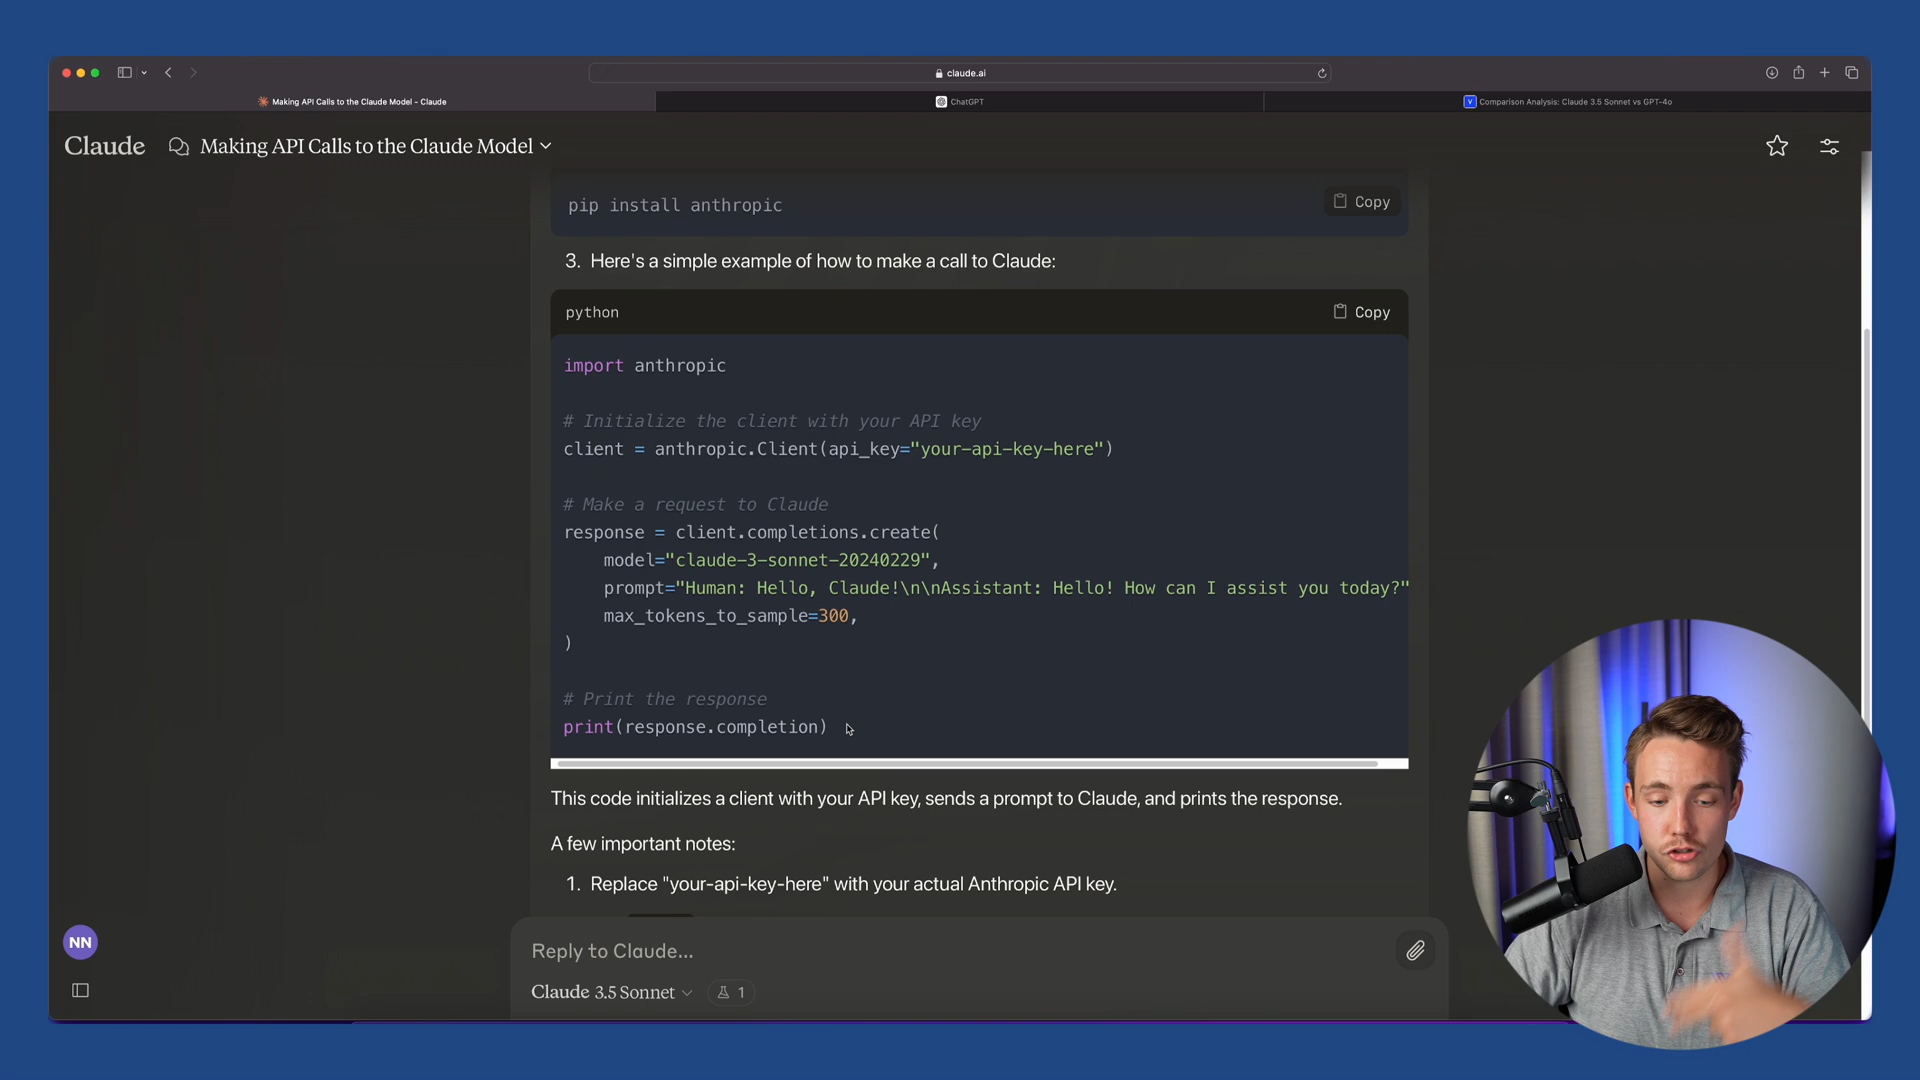 claude.ai
Making API Calls to the Claude Model - Claude
ChatGPT
V
Comparison Analysis: Claude 3.5 Sonnet vs GPT-4o
Claude
Making API Calls to the Claude Model
pip install anthropic
Copy
3. Here's a simple example of how to make a call to Claude:
python
Copy
import anthropic
# Initialize the client with your API key
client = anthropic.Client(api_key="your-api-key-here")
# Make a request to Claude
response = client.completions.create(
model="claude-3-sonnet-20240229",
prompt="Human: Hello, Claude!\n\nAssistant: Hello! How can I assist you today?"
max_tokens_to_sample=300,
)
# Print the response
print(response.completion)
This code initializes a client with your API key, sends a prompt to Claude, and prints the response.
A few important notes:
1. Replace "your-api-key-here" with your actual Anthropic API key.
NN
Reply to Claude...
Claude 3.5 Sonnet
1